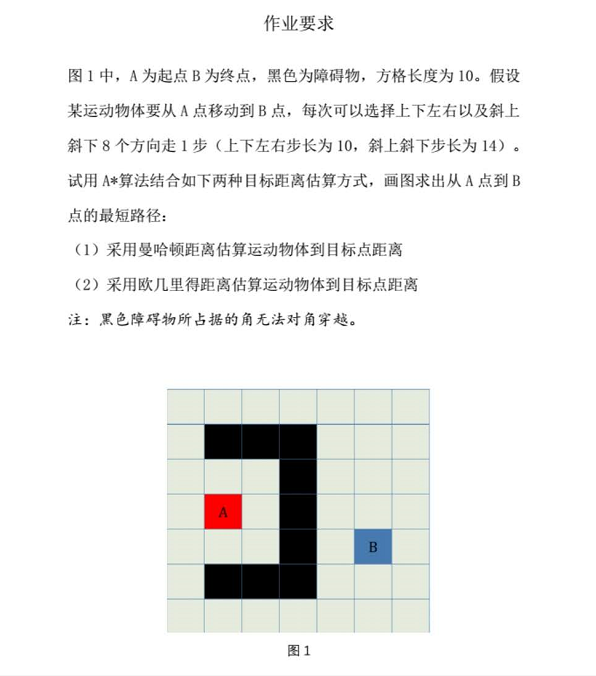 作业要求
图 1 中，A 为起点 B 为终点，黑色为障碍物，方格长度为 10。假设
某运动物体要从 A 点移动到 B 点，每次可以选择上下左右以及斜上
斜下 8 个方向走 1 步（上下左右步长为 10，斜上斜下步长为 14）。
试用 A*算法结合如下两种目标距离估算方式，画图求出从 A 点到 B
点的最短路径：
（1）采用曼哈顿距离估算运动物体到目标点距离
（2）采用欧几里得距离估算运动物体到目标点距离
注：黑色障碍物所占据的角无法对角穿越。
A
B
图 1